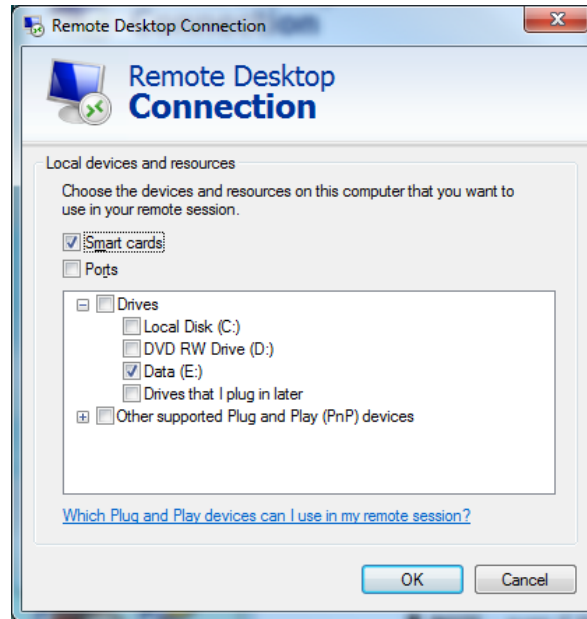 Remote Desktop Connection
Remote Desktop
Connection
Local devices and resources
Choose the devices and resources on this computer that you want to
use in your remote session.
Smart cards
Ports
Drives
Local Disk (C:)
DVD RW Drive (D:)
Data (E:)
Drives that I plug in later
Other supported Plug and Play (PnP) devices
Which Plug and Play devices can I use in my remote session?
OK Cancel